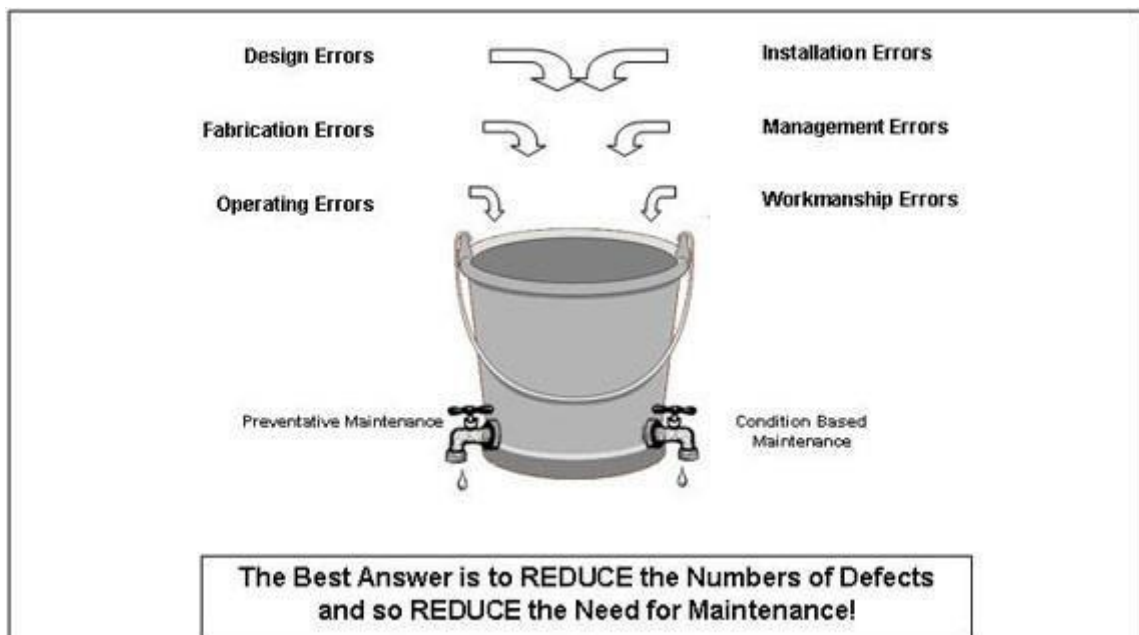 Design Errors
Installation Errors
Fabrication Errors
Management Errors
Operating Errors
Workmanship Errors
Preventative Maintenance
Condition Based
Maintenance
The Best Answer is to REDUCE the Numbers of Defects
and so REDUCE the Need for Maintenance!